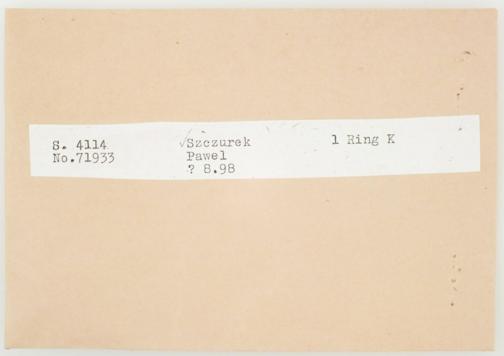 S. 4114 Szczurek 1 Ring K
No.71933 Pawel
? 8.98